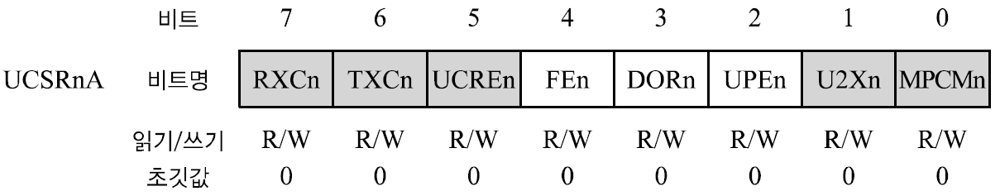 비트 7 6 5 4 3 2 1 0
UCSRnA 비트명 RXCn TXCn UCREn FEn DORn UPEn U2Xn MPCMn
읽기/쓰기 R/W R/W R/W R/W R/W R/W R/W R/W
초깃값 0 0 0 0 0 0 0 0